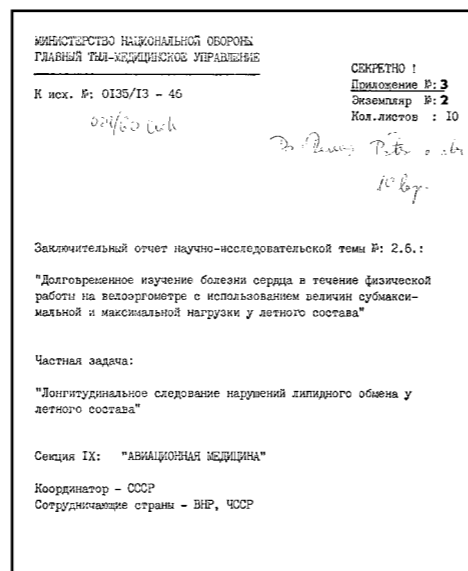 МИНИСТЕРСТВО НАЦИОНАЛЬНОЙ ОБОРОНЫ
ГЛАВНЫЙ ТЫЛ-МЕДИЦИНСКОЕ УПРАВЛЕНИЕ
СЕКРЕТНО !
Приложение №: 3
Экземпляр №: 2
Кол.листов : 10
К исх. №: 0135/13 - 46
Заключительный отчет научно-исследовательской темы №: 2.6.:
"Долговременное изучение болезни сердца в течение физической
работы на велоэргометре с использованием величин субмакси-
мальной и максимальной нагрузки у летного состава"
Частная задача:
"Лонгитудинальное следование нарушений липидного обмена у
летного состава"
Секция IX: "АВИАЦИОННАЯ МЕДИЦИНА"
Координатор - СССР
Сотрудничающие страны - ВНР, ЧССР